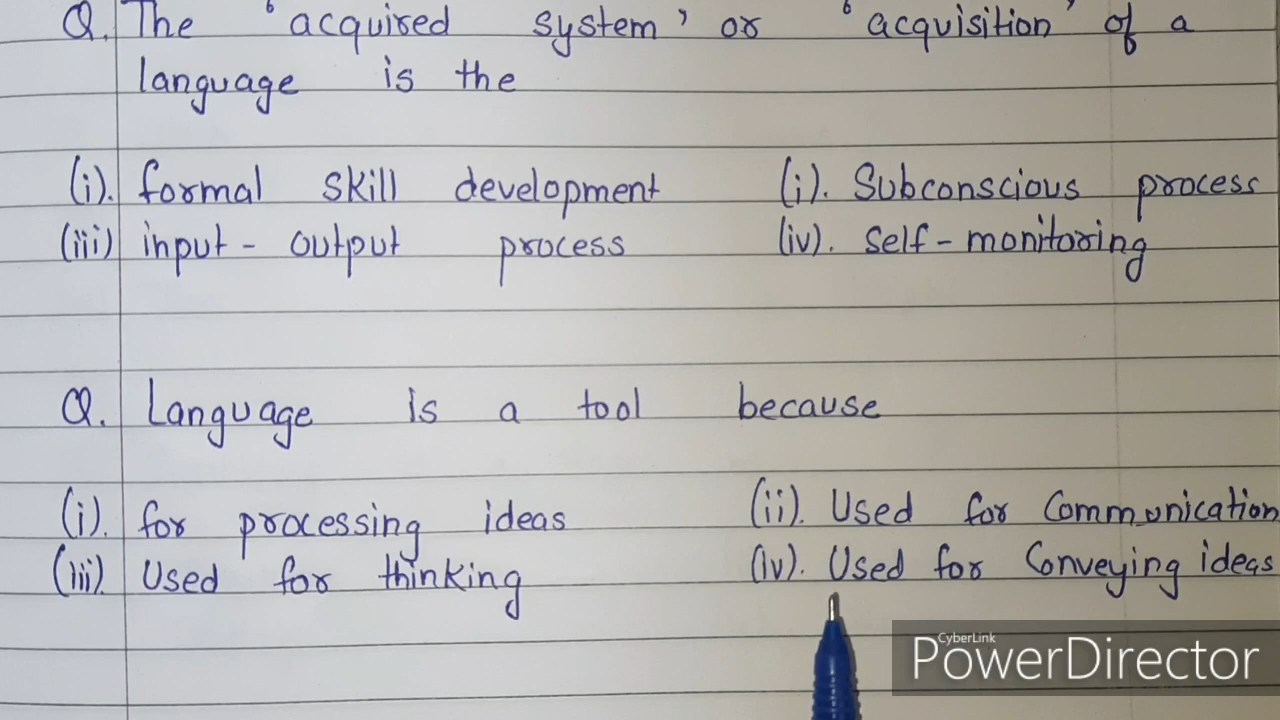 Q. The 'acquired system' or 'acquisition' of a
language is the
(i). formal skill development (i). Subconscious process
(iii) input - output process (iv). self - monitoring
Q. Language is a tool because
(i). for processing ideas (ii). Used for Communication
(iii). Used for thinking (iv). Used for Conveying ideas
CyberLink
PowerDirector